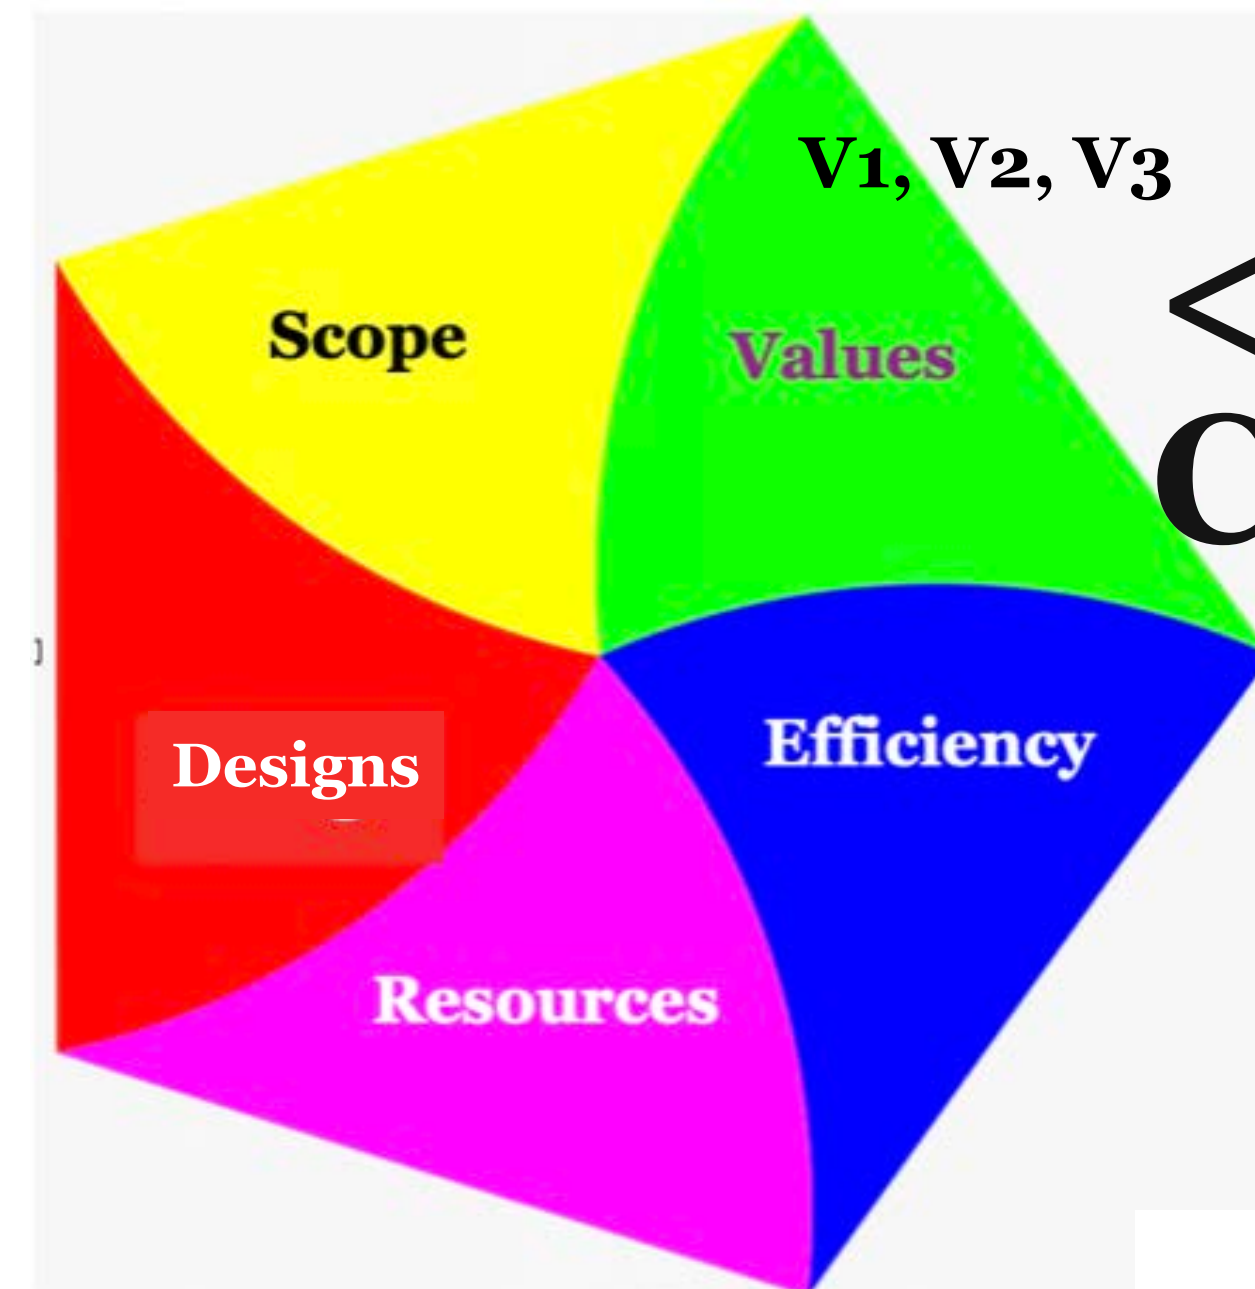 V1, V2, V3
<
Scope
Values
Designs
Efficiency
Resources